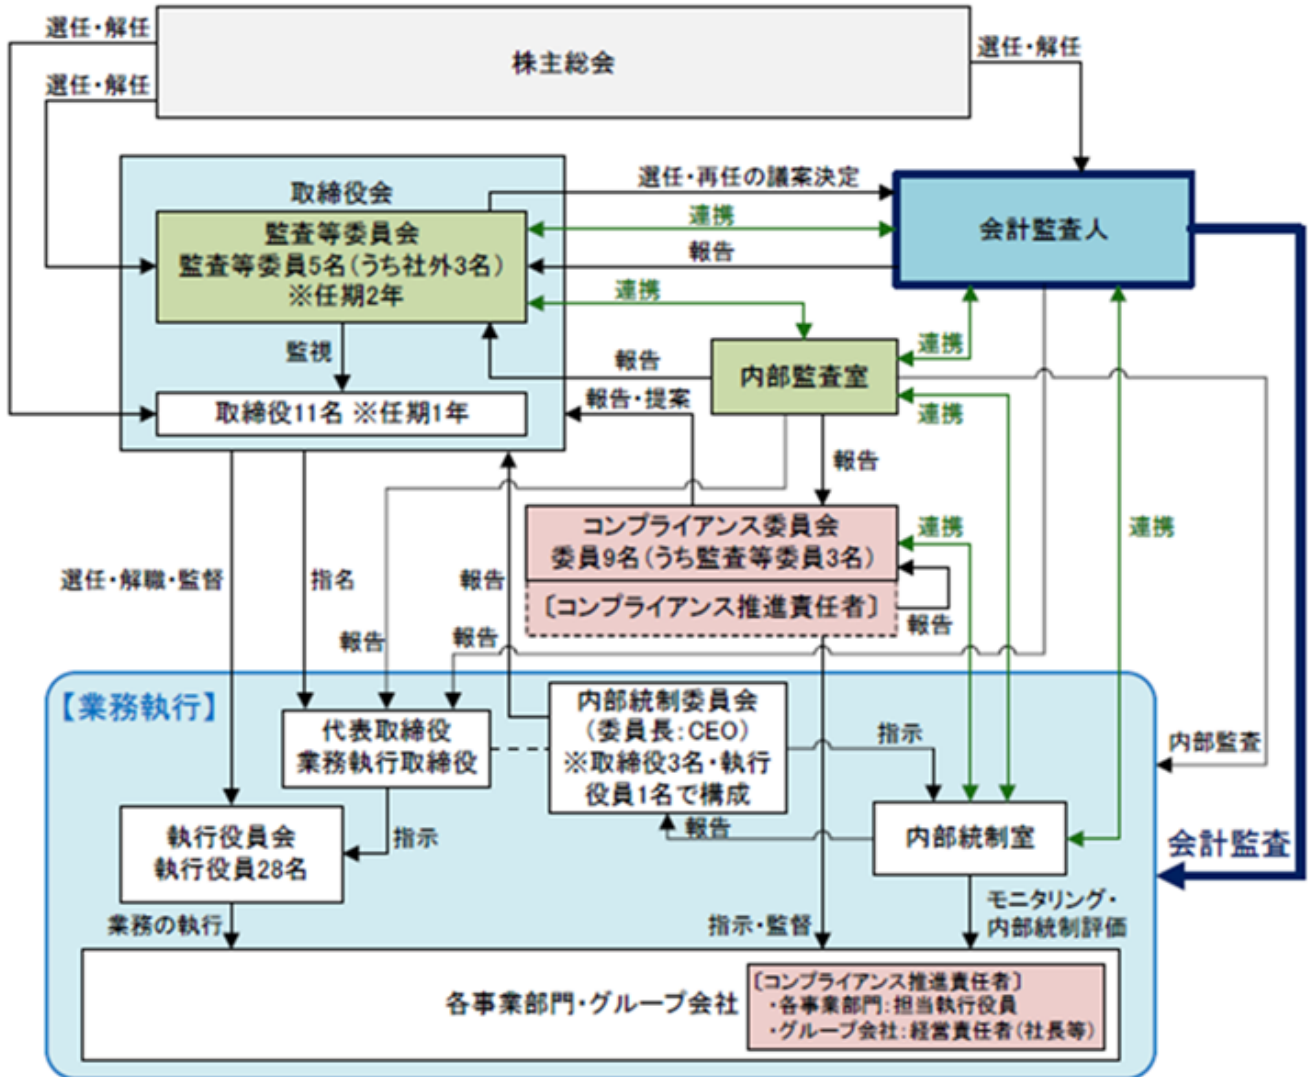 選任・解任
株主総会
選任・解任
選任・解任
取締役会
選任・再任の議案決定
監査等委員会
監査等委員5名(うち社外3名)
※任期2年
連携
会計監査人
報告
連携
監視
報告
内部監査室
連携
取締役11名 ※任期1年
報告・提案
連携
報告
コンプライアンス委員会
委員9名(うち監査等委員3名)
連携
連携
選任・解職・監督
指名
報告
〔コンプライアンス推進責任者〕
報告
報告
報告
【業務執行】
代表取締役
業務執行取締役
内部統制委員会
(委員長:CEO)
※取締役3名・執行
役員1名で構成
指示
内部監査
執行役員会
執行役員28名
指示
報告
内部統制室
会計監査
業務の執行
指示・監督
モニタリング・
内部統制評価
各事業部門・グループ会社
〔コンプライアンス推進責任者〕
・各事業部門:担当執行役員
・グループ会社:経営責任者(社長等)